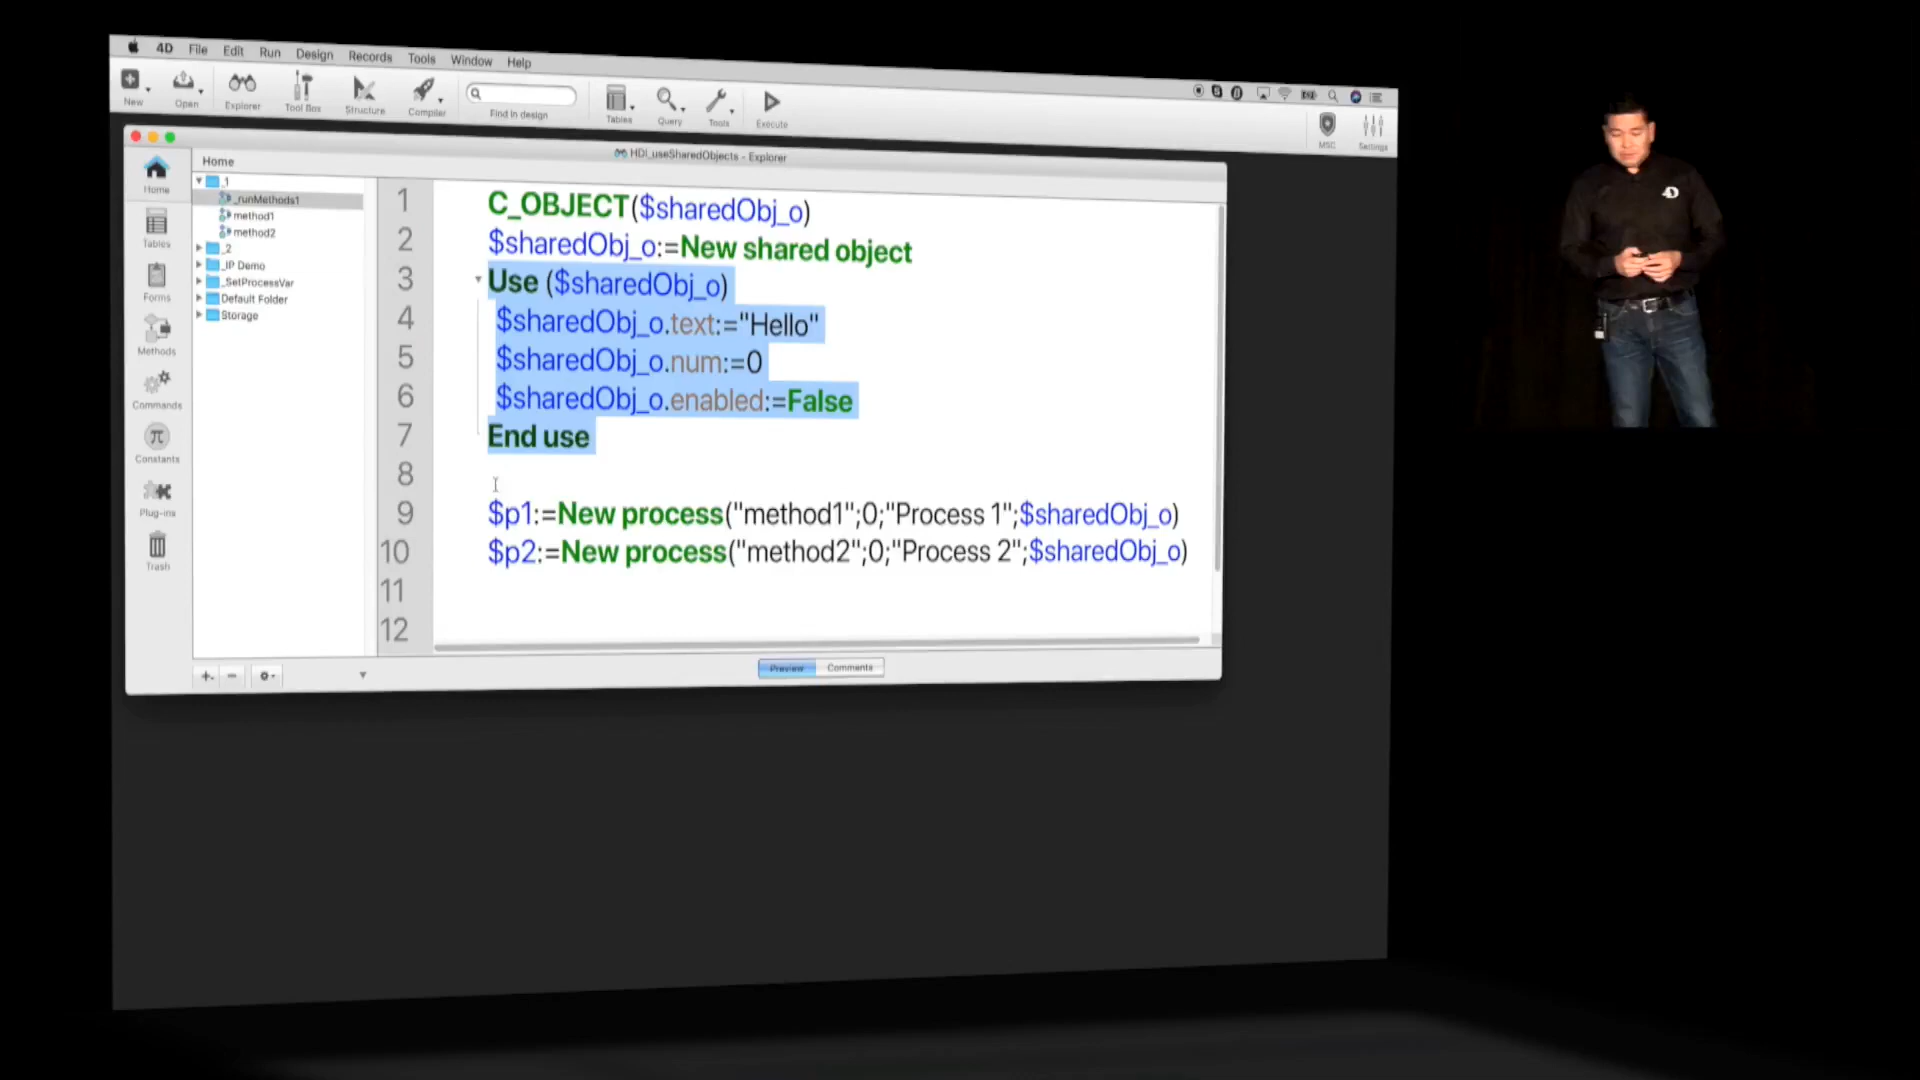 4D File Edit Run Design Records Tools Window Help
New Open Explorer Tool Box Structure Compiler Find in design Tables Query Tools Execute MSC Settings
HDI_useSharedObjects - Explorer
Home
Home
Tables
Forms
Methods
Commands
Constants
Plug-ins
Trash
_1
_runMethods1
method1
method2
_2
_IP Demo
_SetProcessVar
Default Folder
Storage
1 C_OBJECT($sharedObj_o)
2 $sharedObj_o:=New shared object
3 Use ($sharedObj_o)
4 $sharedObj_o.text:="Hello"
5 $sharedObj_o.num:=0
6 $sharedObj_o.enabled:=False
7 End use
8
9 $p1:=New process("method1";0;"Process 1";$sharedObj_o)
10 $p2:=New process("method2";0;"Process 2";$sharedObj_o)
11
12
Preview Comments